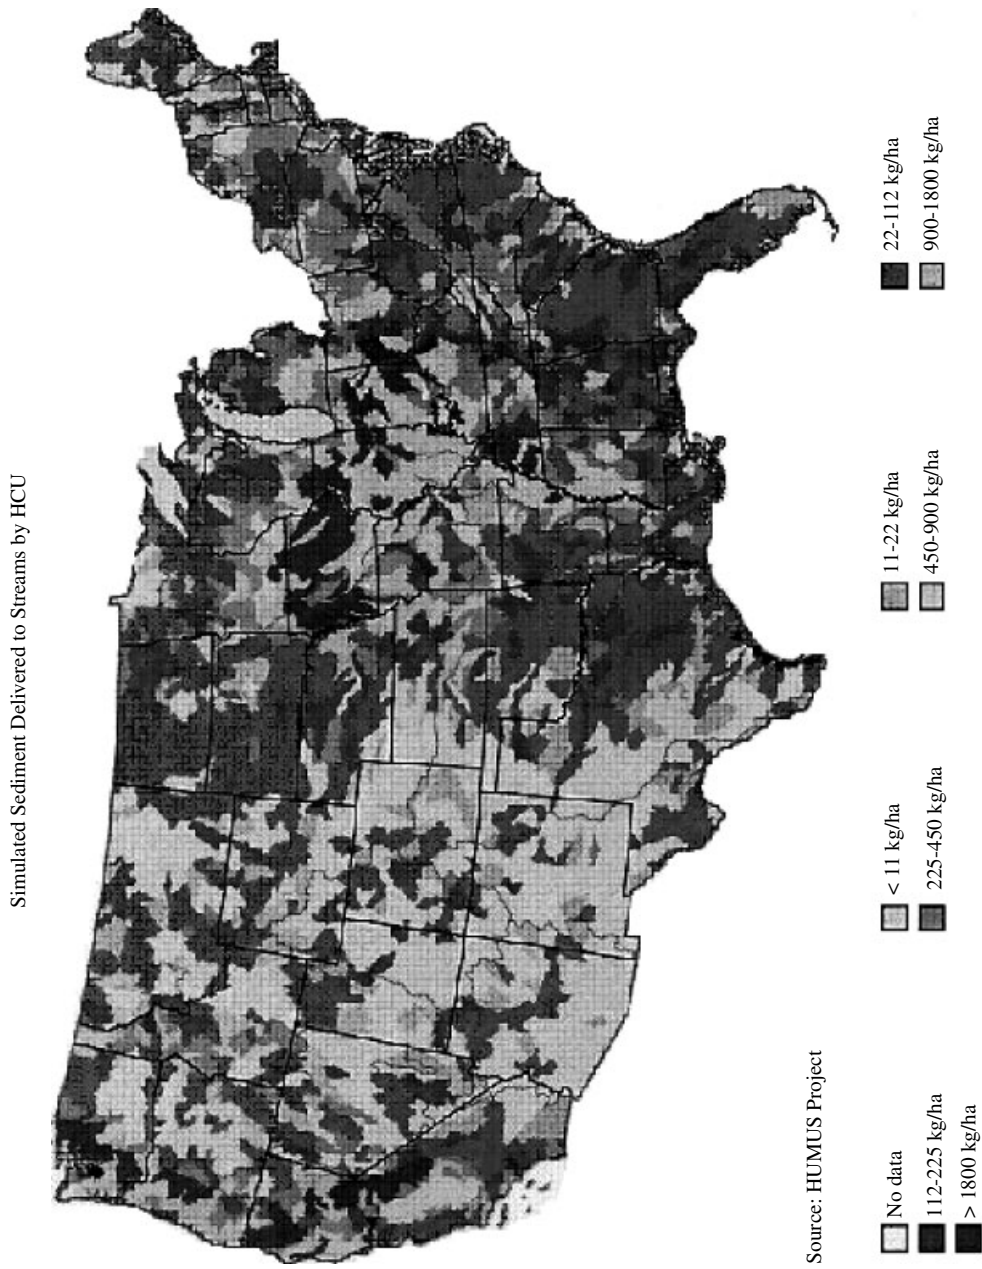 Simulated Sediment Delivered to Streams by HCU
Source: HUMUS Project
No data
< 11 kg/ha
11-22 kg/ha
22-112 kg/ha
112-225 kg/ha
225-450 kg/ha
450-900 kg/ha
900-1800 kg/ha
> 1800 kg/ha